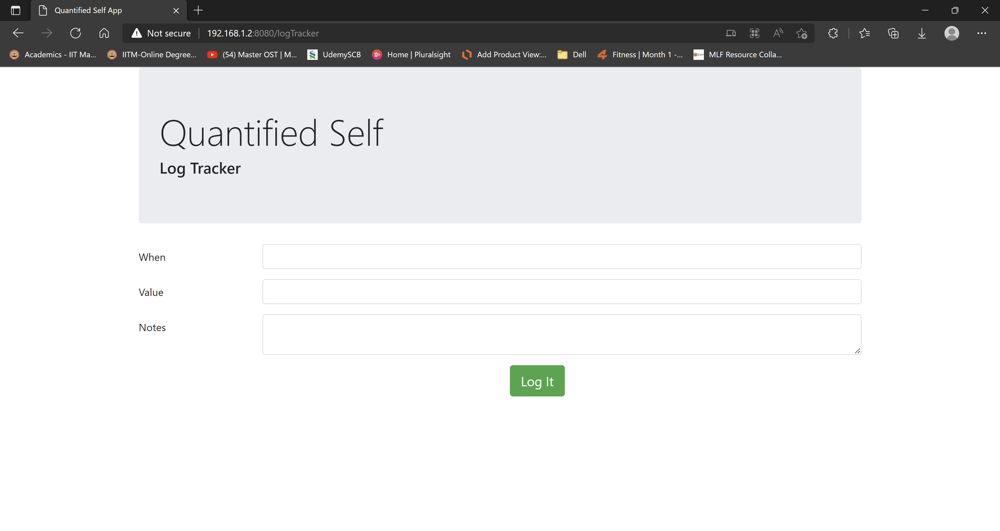 Quantified Self App
Not secure 192.168.1.2:8080/logTracker
Academics - IIT Ma... IITM-Online Degree... (54) Master OST | M... UdemySCB Home | Pluralsight Add Product View:... Dell Fitness | Month 1 -... MLF Resource Colla...
Quantified Self
Log Tracker
When
Value
Notes
Log It